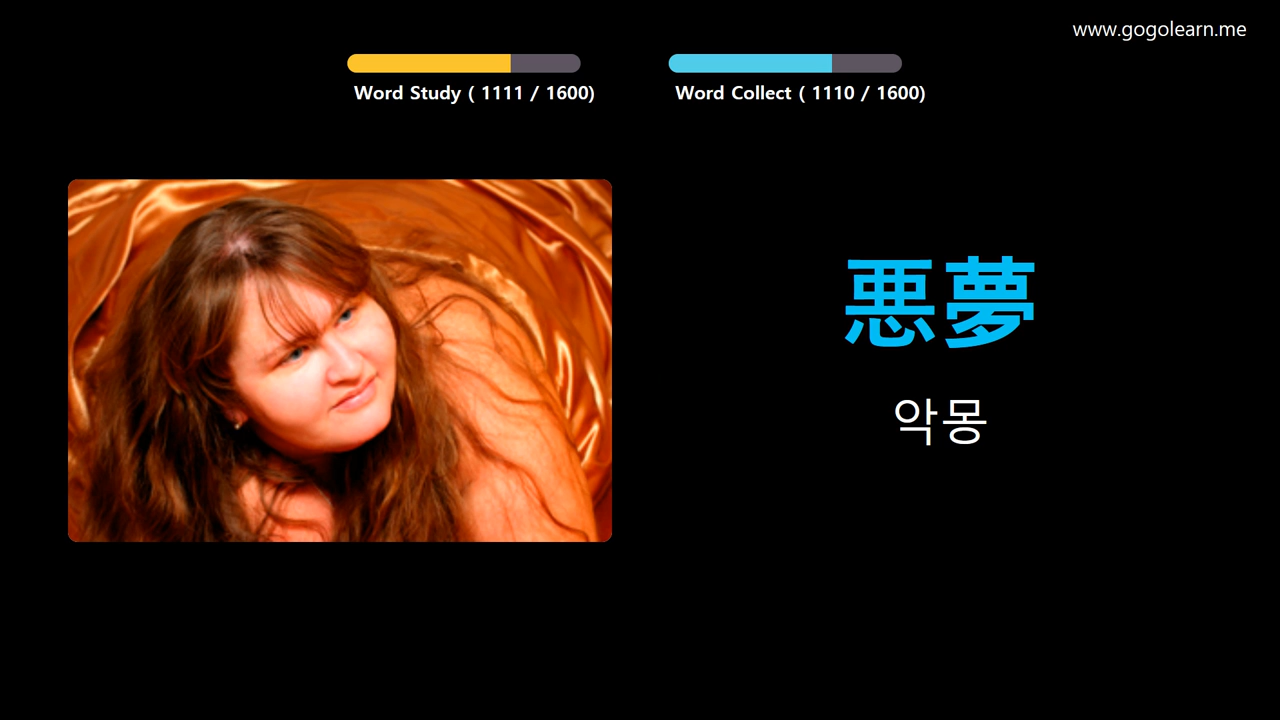 www.gogolearn.me
Word Study ( 1111 / 1600)
Word Collect ( 1110 / 1600)
悪夢
악몽